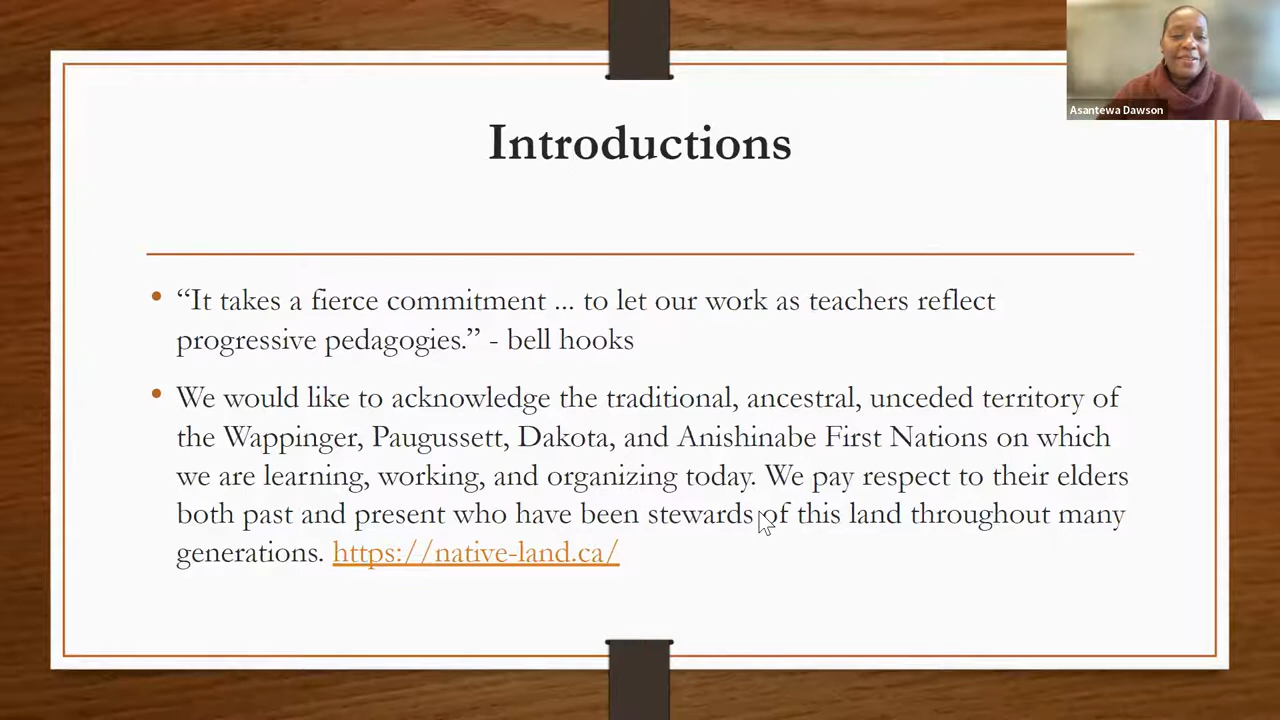 Asantewa Dawson
Introductions
• “It takes a fierce commitment ... to let our work as teachers reflect
progressive pedagogies.” - bell hooks
• We would like to acknowledge the traditional, ancestral, unceded territory of
the Wappinger, Paugussett, Dakota, and Anishinabe First Nations on which
we are learning, working, and organizing today. We pay respect to their elders
both past and present who have been stewards of this land throughout many
generations. https://native-land.ca/